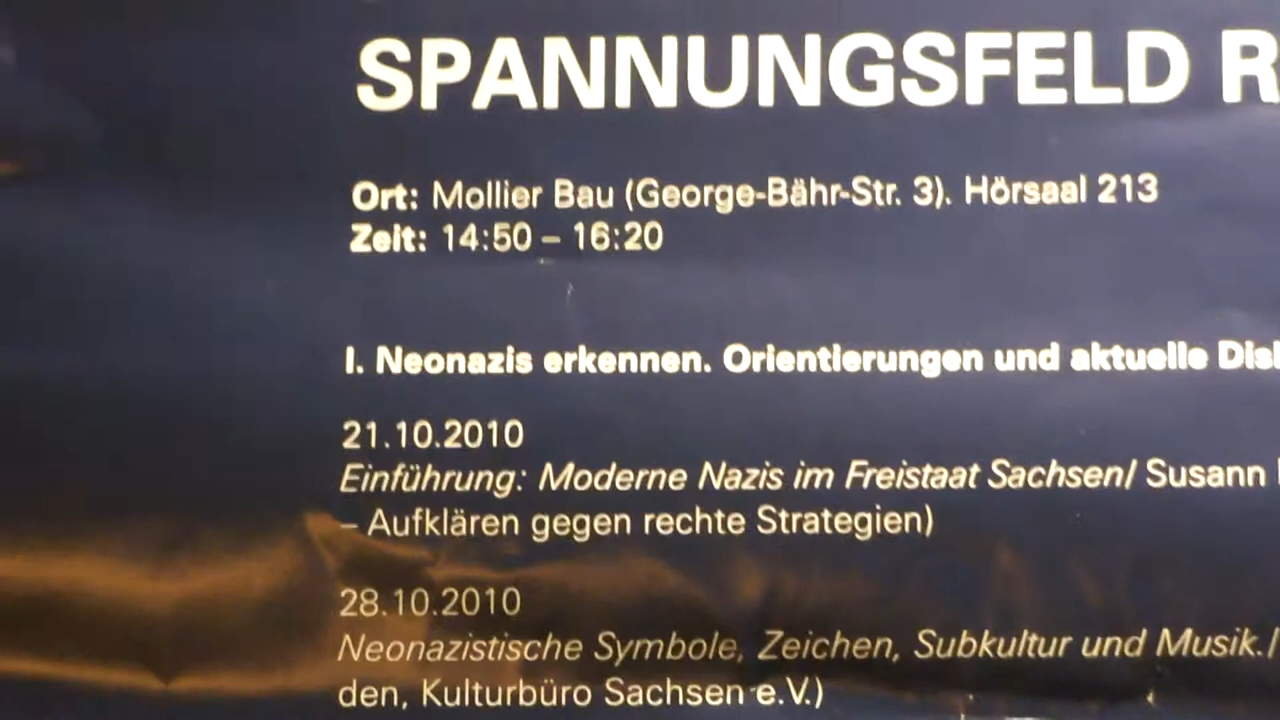 SPANNUNGSFELD R
Ort: Mollier Bau (George-Bähr-Str. 3). Hörsaal 213
Zeit: 14:50 – 16:20
I. Neonazis erkennen. Orientierungen und aktuelle Dis
21.10.2010
Einführung: Moderne Nazis im Freistaat Sachsen/ Susann
– Aufklären gegen rechte Strategien)
28.10.2010
Neonazistische Symbole, Zeichen, Subkultur und Musik./
den, Kulturbüro Sachsen e.V.)